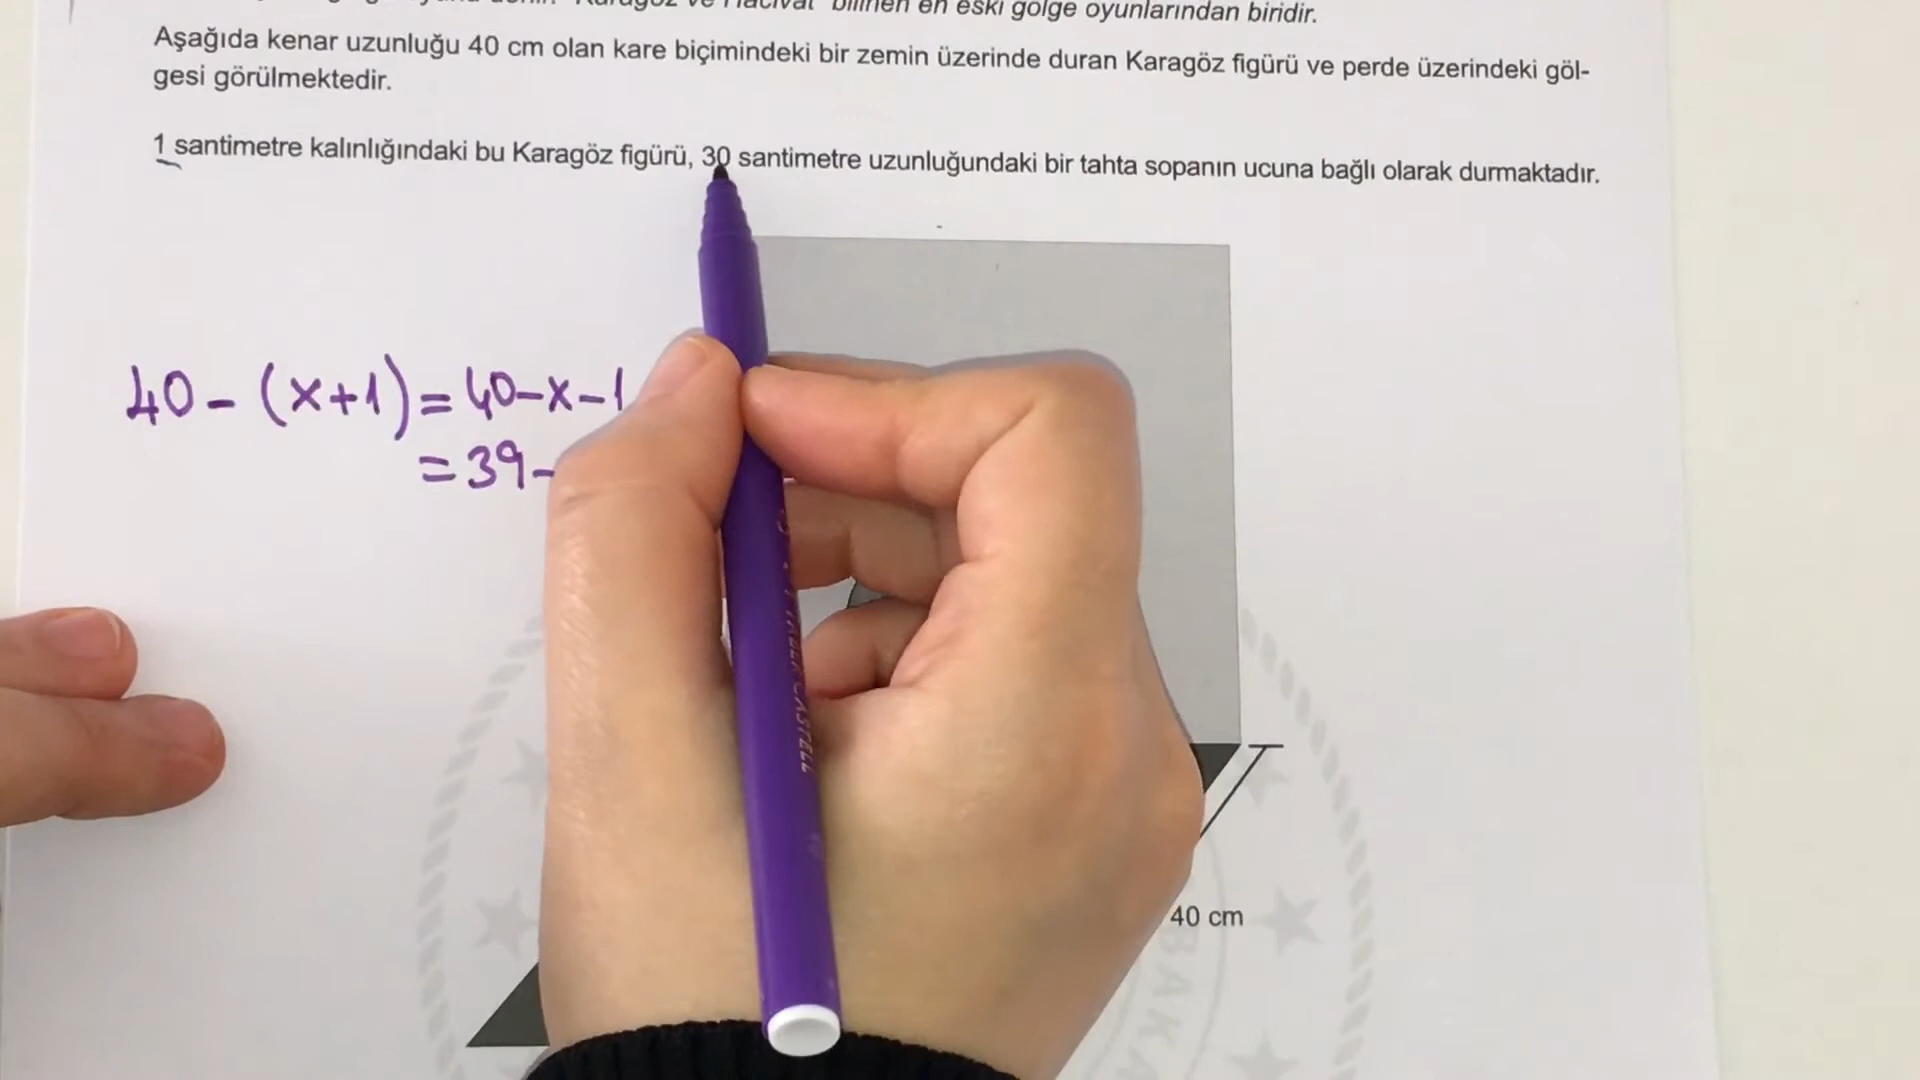 ve Hacivat" bilinen en eski gölge oyunlarından biridir.
Aşağıda kenar uzunluğu 40 cm olan kare biçimindeki bir zemin üzerinde duran Karagöz figürü ve perde üzerindeki göl-
gesi görülmektedir.
1 santimetre kalınlığındaki bu Karagöz figürü, 30 santimetre uzunluğundaki bir tahta sopanın ucuna bağlı olarak durmaktadır.
40-(x+1)=40-x-1
=39-
40 cm